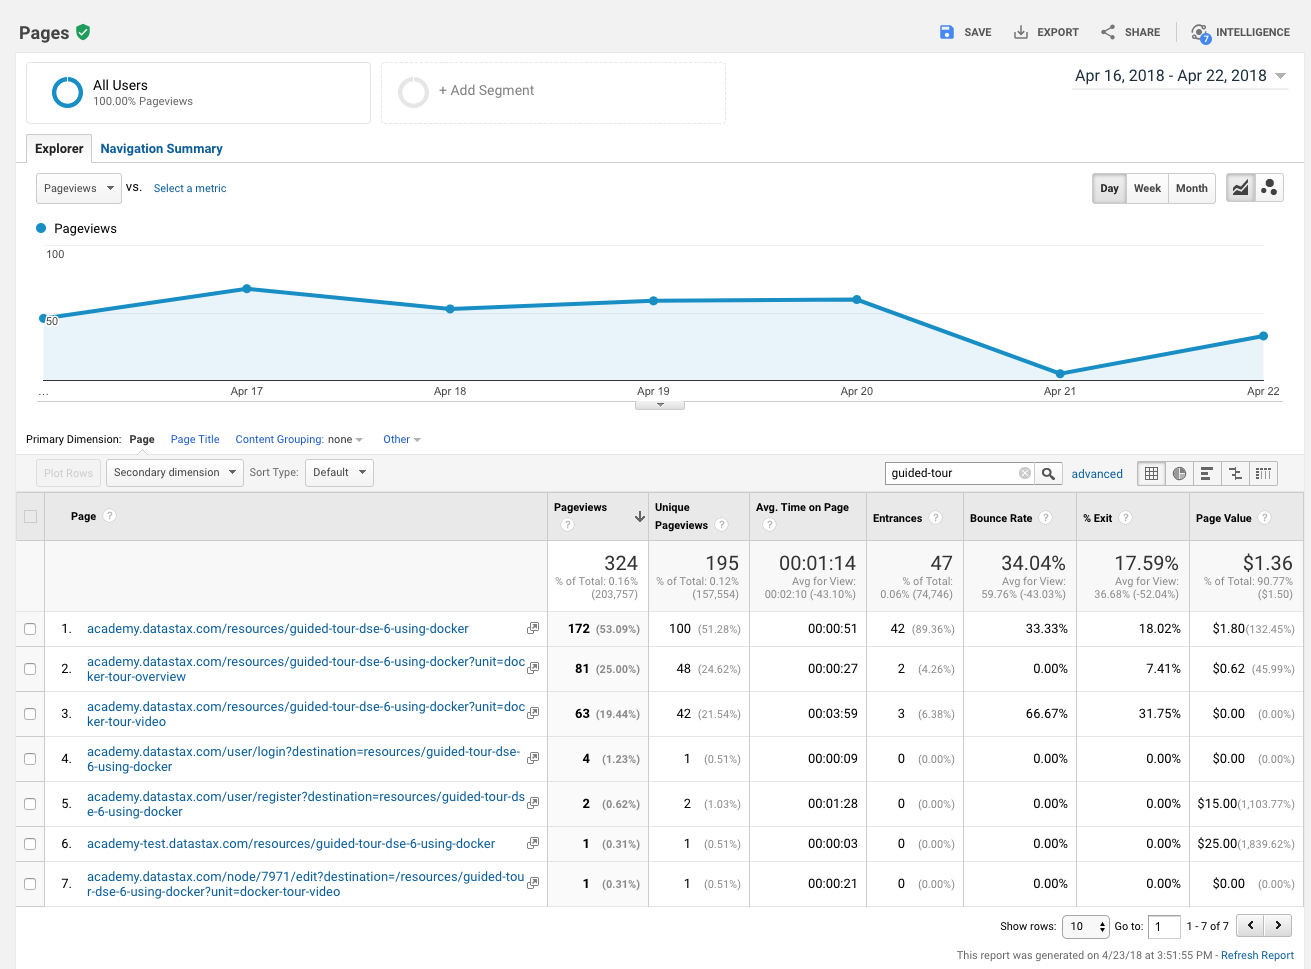 Pages
SAVE EXPORT SHARE 7 INTELLIGENCE
All Users
100.00% Pageviews
+ Add Segment
Apr 16, 2018 - Apr 22, 2018
Explorer Navigation Summary
Pageviews VS. Select a metric
Day Week Month
Pageviews
100
50
... Apr 17 Apr 18 Apr 19 Apr 20 Apr 21 Apr 22
Primary Dimension: Page Page Title Content Grouping: none Other
Plot Rows Secondary dimension Sort Type: Default guided-tour advanced
Page ? Pageviews ? Unique Pageviews ? Avg. Time on Page ? Entrances ? Bounce Rate ? % Exit ? Page Value ?
324 195 00:01:14 47 34.04% 17.59% $1.36
% of Total: 0.16% % of Total: 0.12% Avg for View: % of Total: Avg for View: Avg for View: % of Total: 90.77%
(203,757) (157,554) 00:02:10 (-43.10%) 0.06% (74,746) 59.76% (-43.03%) 36.68% (-52.04%) ($1.50)
1. academy.datastax.com/resources/guided-tour-dse-6-using-docker 172 (53.09%) 100 (51.28%) 00:00:51 42 (89.36%) 33.33% 18.02% $1.80(132.45%)
2. academy.datastax.com/resources/guided-tour-dse-6-using-docker?unit=doc
ker-tour-overview 81 (25.00%) 48 (24.62%) 00:00:27 2 (4.26%) 0.00% 7.41% $0.62 (45.99%)
3. academy.datastax.com/resources/guided-tour-dse-6-using-docker?unit=doc
ker-tour-video 63 (19.44%) 42 (21.54%) 00:03:59 3 (6.38%) 66.67% 31.75% $0.00 (0.00%)
4. academy.datastax.com/user/login?destination=resources/guided-tour-dse-
6-using-docker 4 (1.23%) 1 (0.51%) 00:00:09 0 (0.00%) 0.00% 0.00% $0.00 (0.00%)
5. academy.datastax.com/user/register?destination=resources/guided-tour-ds
e-6-using-docker 2 (0.62%) 2 (1.03%) 00:01:28 0 (0.00%) 0.00% 0.00% $15.00(1,103.77%)
6. academy-test.datastax.com/resources/guided-tour-dse-6-using-docker 1 (0.31%) 1 (0.51%) 00:00:03 0 (0.00%) 0.00% 0.00% $25.00(1,839.62%)
7. academy.datastax.com/node/7971/edit?destination=/resources/guided-tou
r-dse-6-using-docker?unit=docker-tour-video 1 (0.31%) 1 (0.51%) 00:00:21 0 (0.00%) 0.00% 0.00% $0.00 (0.00%)
Show rows: 10 Go to: 1 1 - 7 of 7
This report was generated on 4/23/18 at 3:51:55 PM - Refresh Report